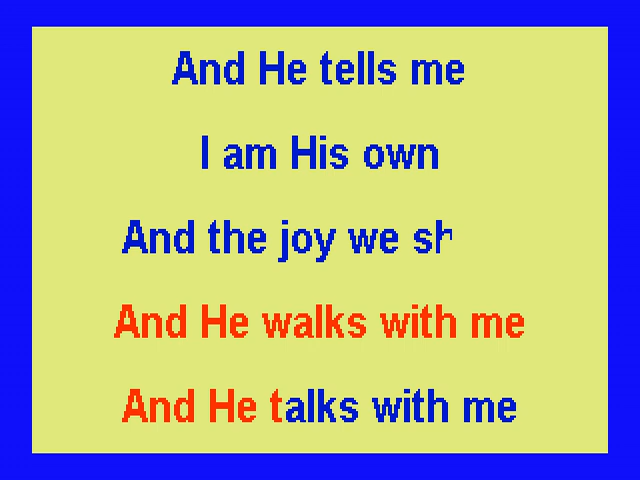 And He tells me
I am His own
And the joy we sh
And He walks with me
And He talks with me